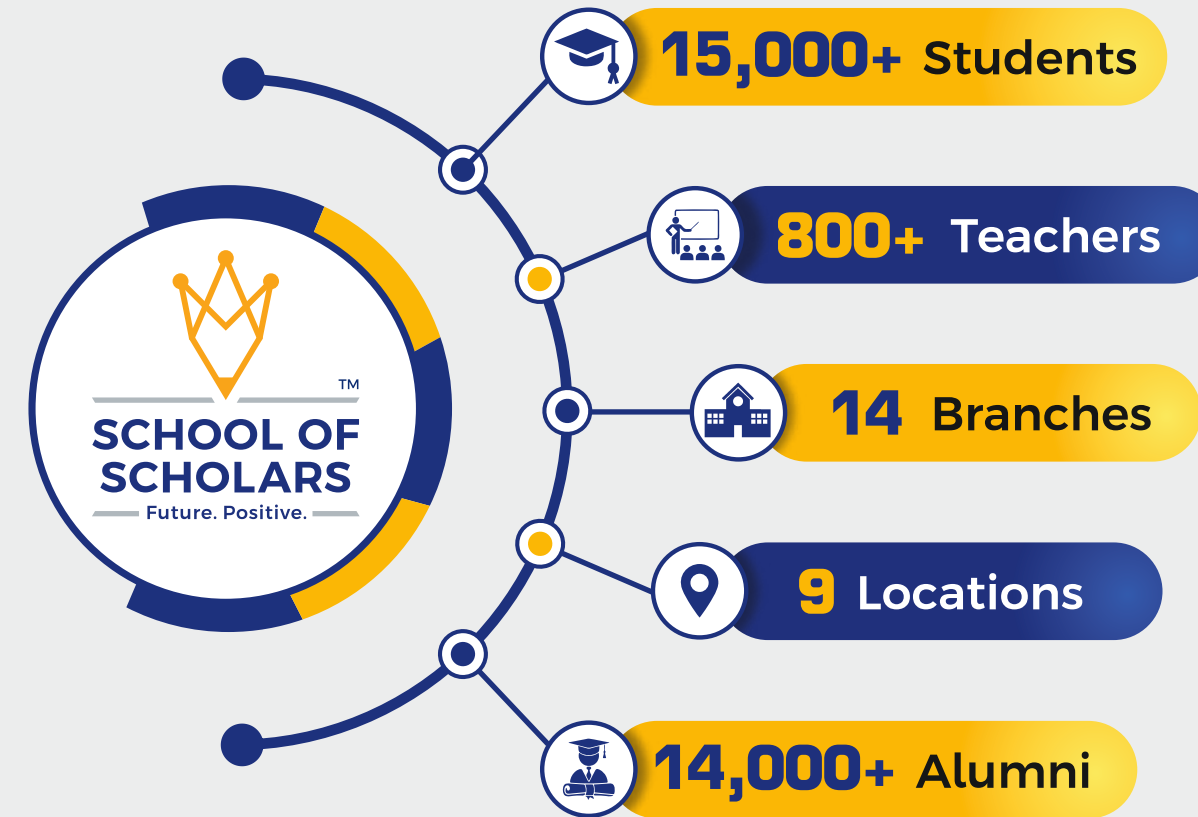 15,000+ Students
800+ Teachers
14 Branches
9 Locations
14,000+ Alumni
TM
SCHOOL OF
SCHOLARS
Future. Positive.